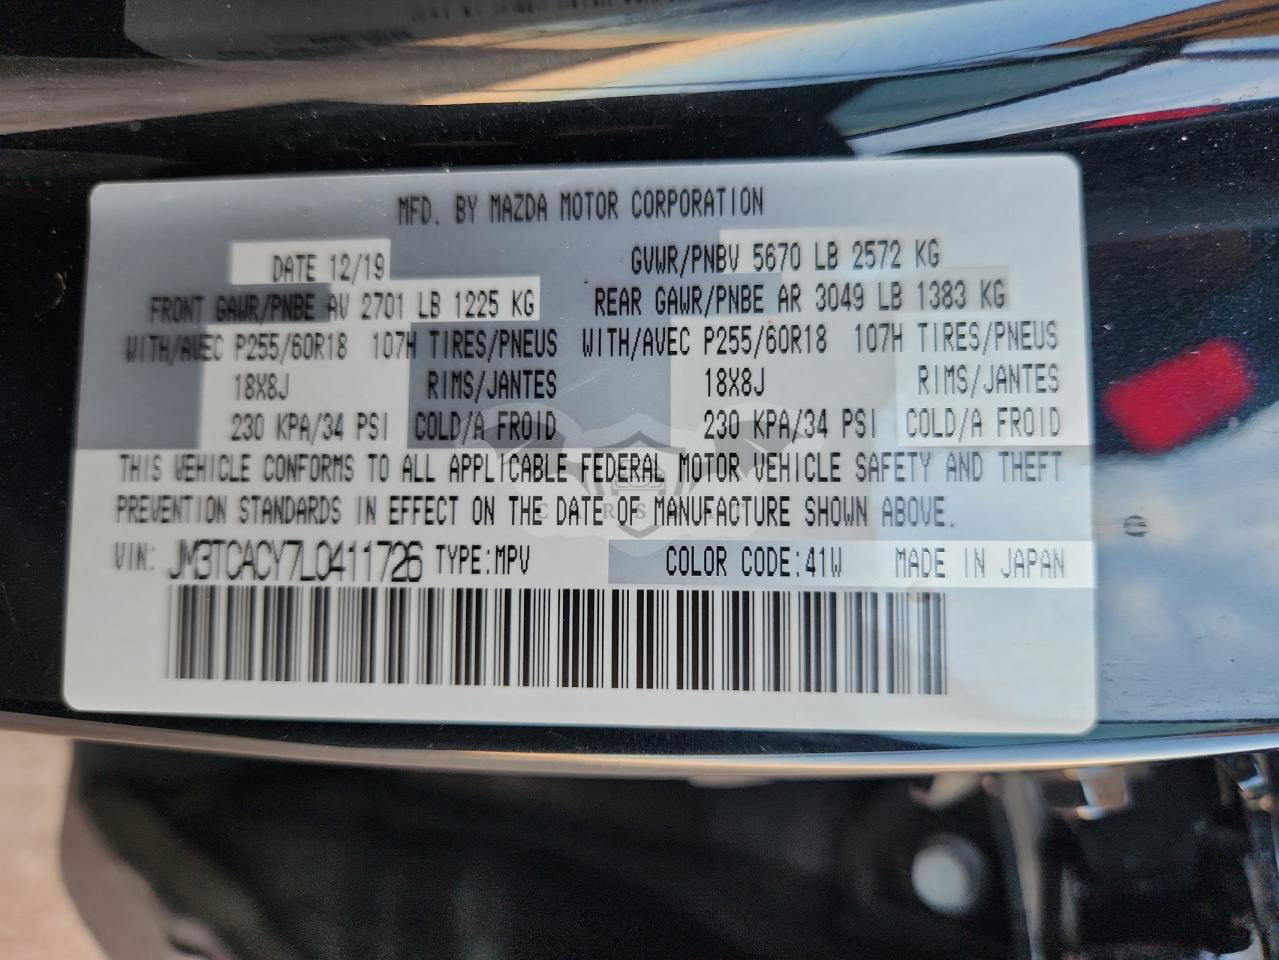 MFD. BY MAZDA MOTOR CORPORATION
DATE 12/19 GVWR/PNBV 5670 LB 2572 KG
FRONT GAWR/PNBE AV 2701 LB 1225 KG REAR GAWR/PNBE AR 3049 LB 1383 KG
WITH/AVEC P255/60R18 107H TIRES/PNEUS WITH/AVEC P255/60R18 107H TIRES/PNEUS
18X8J RIMS/JANTES 18X8J RIMS/JANTES
230 KPA/34 PSI COLD/A FROID 230 KPA/34 PSI COLD/A FROID
THIS VEHICLE CONFORMS TO ALL APPLICABLE FEDERAL MOTOR VEHICLE SAFETY AND THEFT
PREVENTION STANDARDS IN EFFECT ON THE DATE OF MANUFACTURE SHOWN ABOVE.
VIN: JM3TCACY7L0411726 TYPE:MPV COLOR CODE:41W MADE IN JAPAN